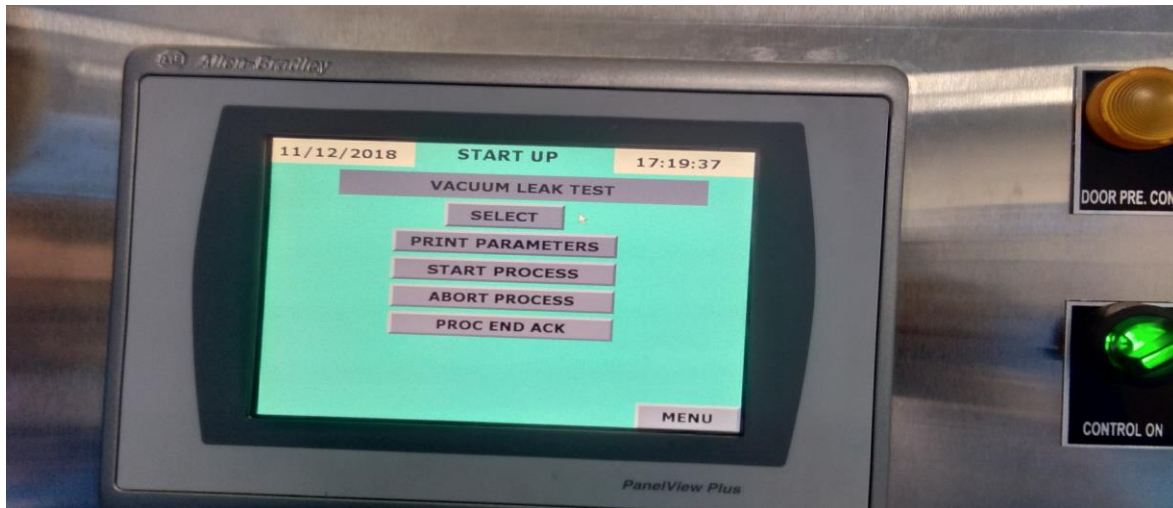 Allen-Bradley
11/12/2018 START UP 17:19:37
VACUUM LEAK TEST
SELECT
PRINT PARAMETERS
START PROCESS
ABORT PROCESS
PROC END ACK
MENU
PanelView Plus
DOOR PRE. CON
CONTROL ON